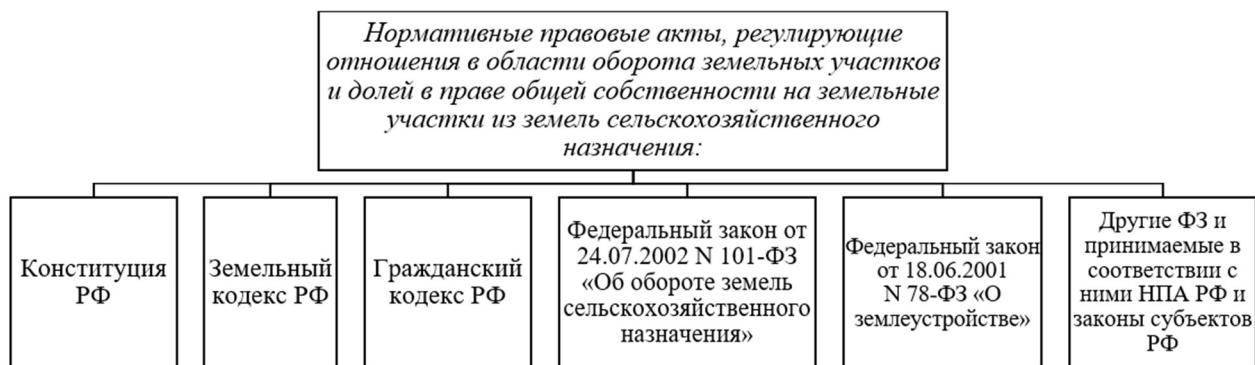 Нормативные правовые акты, регулирующие
отношения в области оборота земельных участков
и долей в праве общей собственности на земельные
участки из земель сельскохозяйственного
назначения:
Конституция
РФ
Земельный
кодекс РФ
Гражданский
кодекс РФ
Федеральный закон от
24.07.2002 N 101-ФЗ
«Об обороте земель
сельскохозяйственного
назначения»
Федеральный закон
от 18.06.2001
N 78-ФЗ «О
землеустройстве»
Другие ФЗ и
принимаемые в
соответствии с
ними НПА РФ и
законы субъектов
РФ